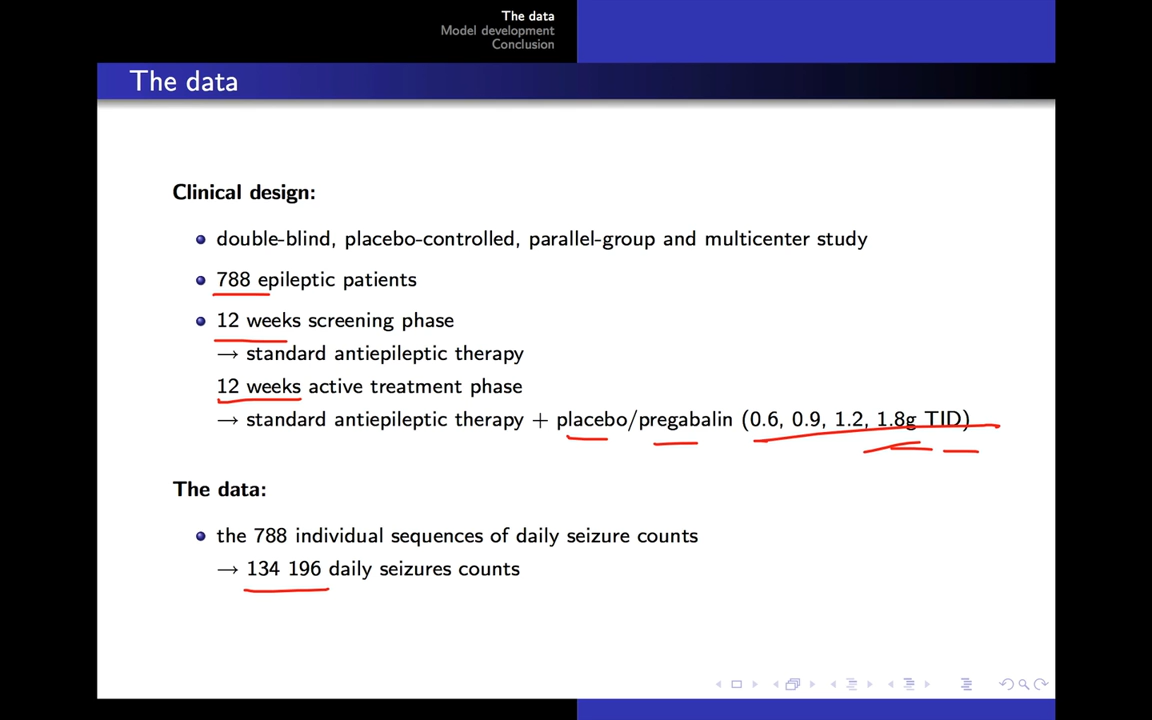 The data
Model development
Conclusion
The data
Clinical design:
double-blind, placebo-controlled, parallel-group and multicenter study
788 epileptic patients
12 weeks screening phase
→ standard antiepileptic therapy
12 weeks active treatment phase
→ standard antiepileptic therapy + placebo/pregabalin (0.6, 0.9, 1.2, 1.8g TID)
The data:
the 788 individual sequences of daily seizure counts
→ 134 196 daily seizures counts